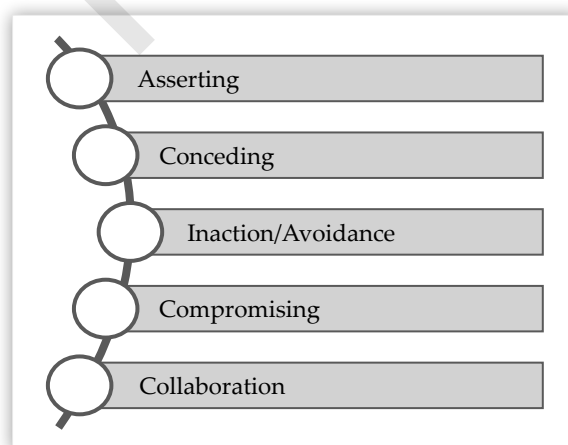 Asserting
Conceding
Inaction/Avoidance
Compromising
Collaboration